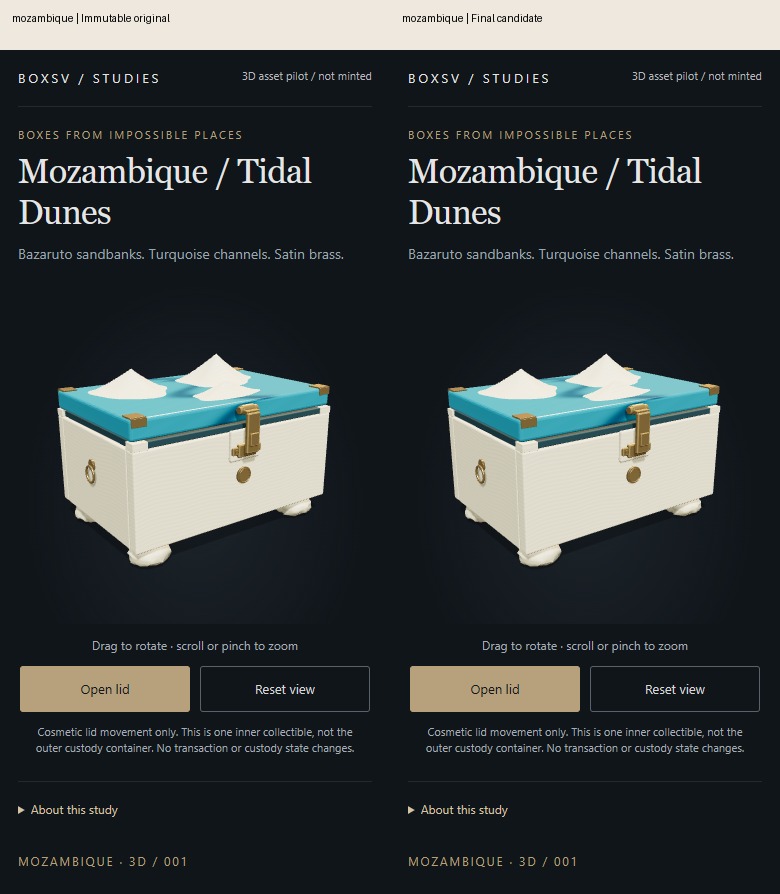 mozambique | Immutable original
BOXSV / STUDIES
3D asset pilot / not minted
BOXES FROM IMPOSSIBLE PLACES
Mozambique / Tidal
Dunes
Bazaruto sandbanks. Turquoise channels. Satin brass.
Drag to rotate · scroll or pinch to zoom
Open lid
Reset view
Cosmetic lid movement only. This is one inner collectible, not the
outer custody container. No transaction or custody state changes.
About this study
MOZAMBIQUE · 3D / 001
mozambique | Final candidate
BOXSV / STUDIES
3D asset pilot / not minted
BOXES FROM IMPOSSIBLE PLACES
Mozambique / Tidal
Dunes
Bazaruto sandbanks. Turquoise channels. Satin brass.
Drag to rotate · scroll or pinch to zoom
Open lid
Reset view
Cosmetic lid movement only. This is one inner collectible, not the
outer custody container. No transaction or custody state changes.
About this study
MOZAMBIQUE · 3D / 001